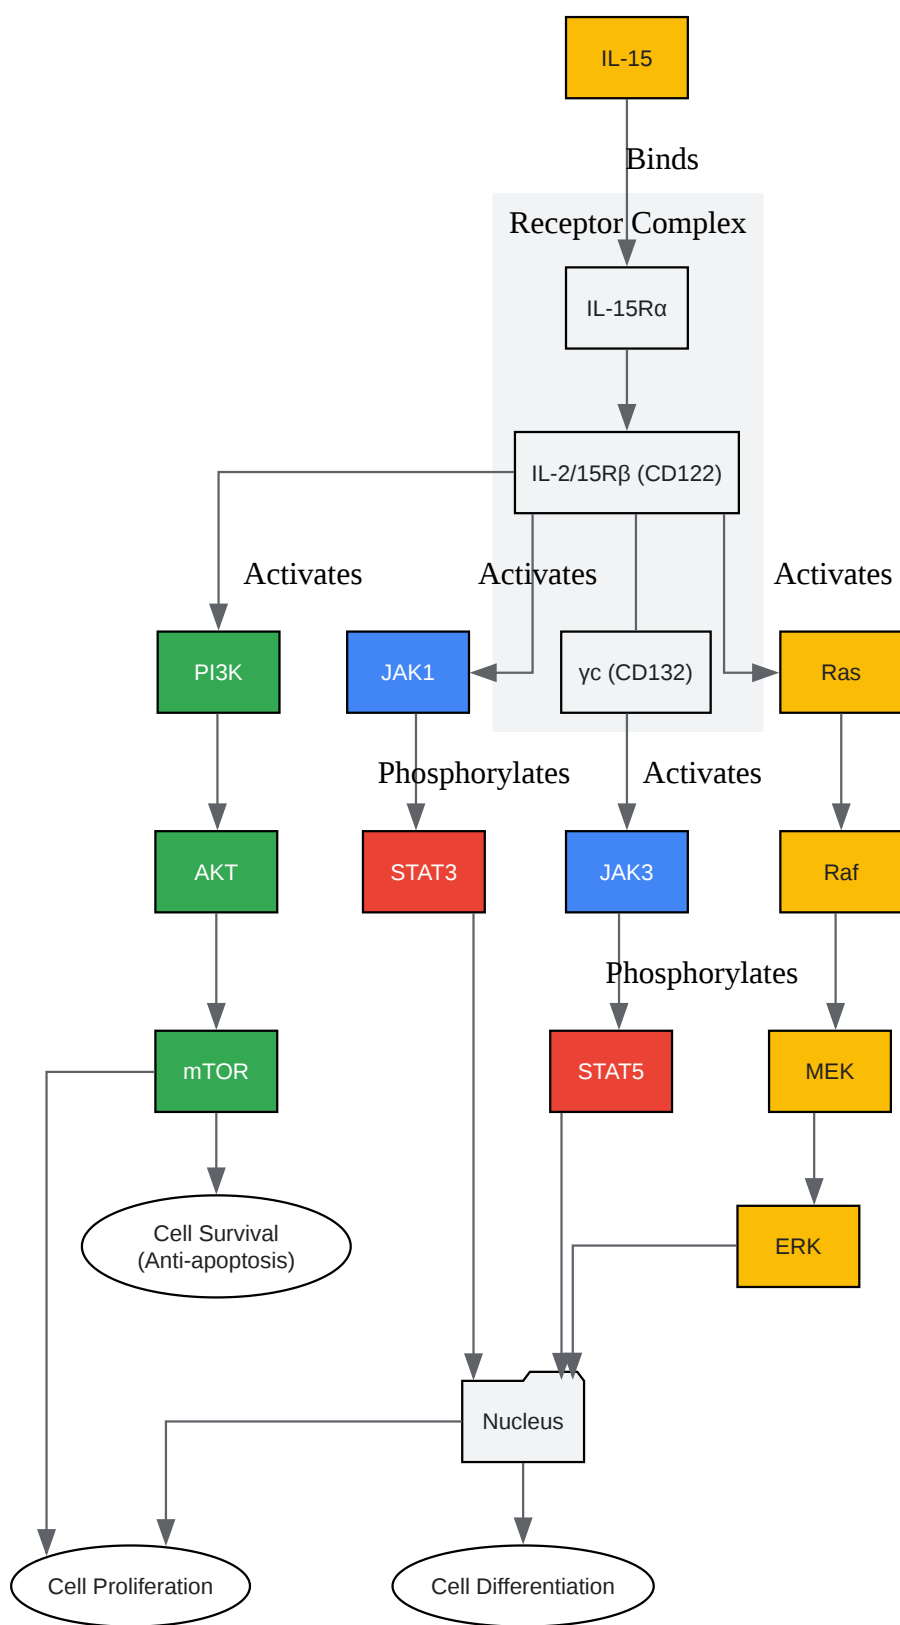 IL-15
Binds
Receptor Complex
IL-15Rα
IL-2/15Rβ (CD122)
Activates
Activates
Activates
PI3K
JAK1
γc (CD132)
Ras
Phosphorylates
Activates
AKT
STAT3
JAK3
Raf
Phosphorylates
mTOR
STAT5
MEK
Cell Survival
(Anti-apoptosis)
ERK
Nucleus
Cell Proliferation
Cell Differentiation